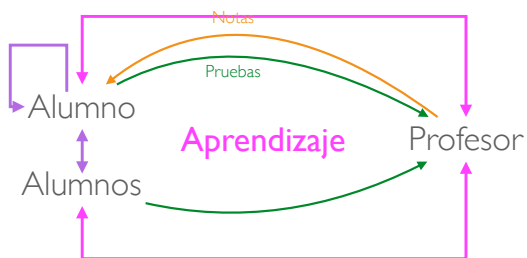 Notas
Pruebas
Alumno
Aprendizaje
Profesor
Alumnos